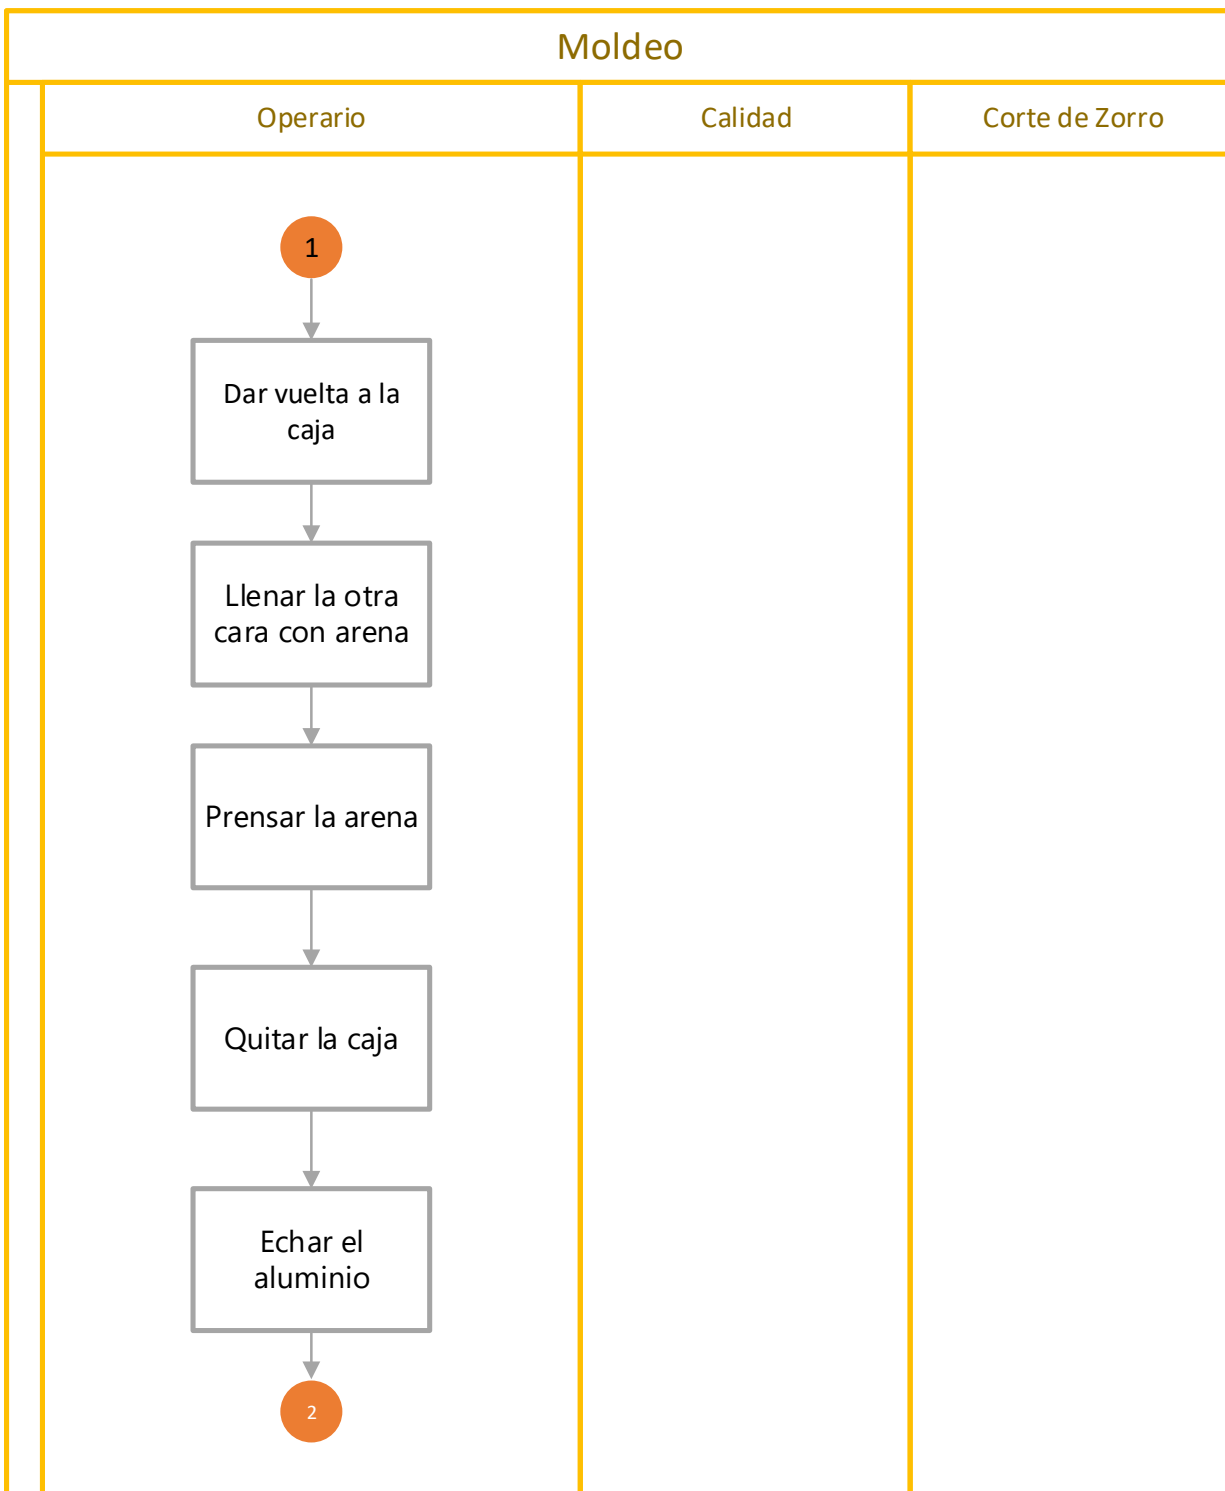 Moldeo
Operario
Calidad
Corte de Zorro
1
Dar vuelta a la
caja
Llenar la otra
cara con arena
Prensar la arena
Quitar la caja
Echar el
aluminio
2